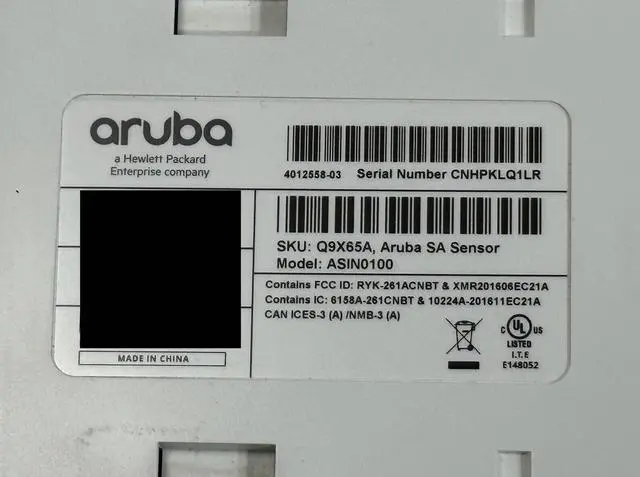 aruba
a Hewlett Packard
Enterprise company
4012558-03 Serial Number CNHPKLQ1LR
SKU: Q9X65A, Aruba SA Sensor
Model: ASIN0100
Contains FCC ID: RYK-261ACNBT & XMR201606EC21A
Contains IC: 6158A-261CNBT & 10224A-201611EC21A
CAN ICES-3 (A) /NMB-3 (A)
MADE IN CHINA
C UL US
LISTED
I.T.E
E148052